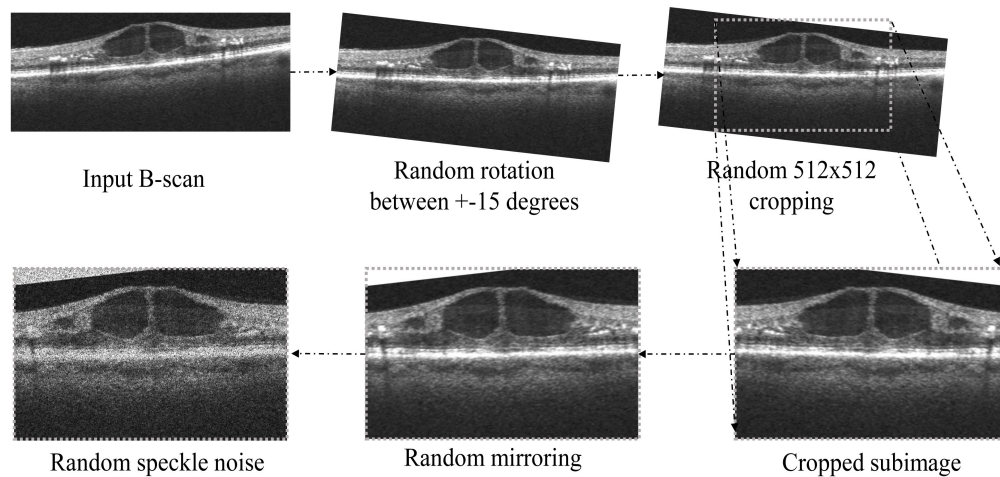 Input B-scan
Random rotation
between +-15 degrees
Random 512x512
cropping
Random speckle noise
Random mirroring
Cropped subimage